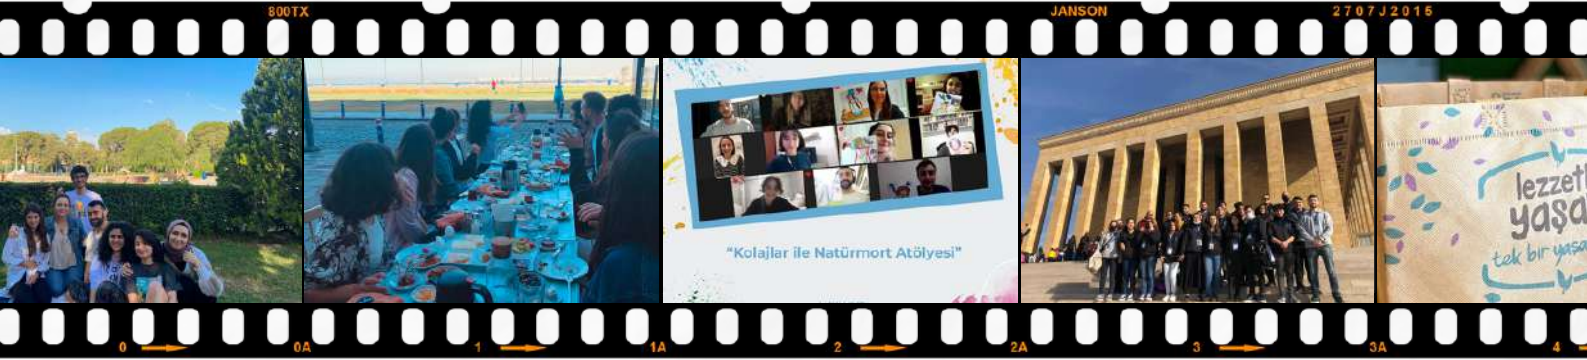 800TX
JANSON
2707J2015
"Kolajlar ile Natürmort Atölyesi"
lezzetl
yaşa
tek bir yaşa
0
0A
1
1A
2
2A
3
3A
4